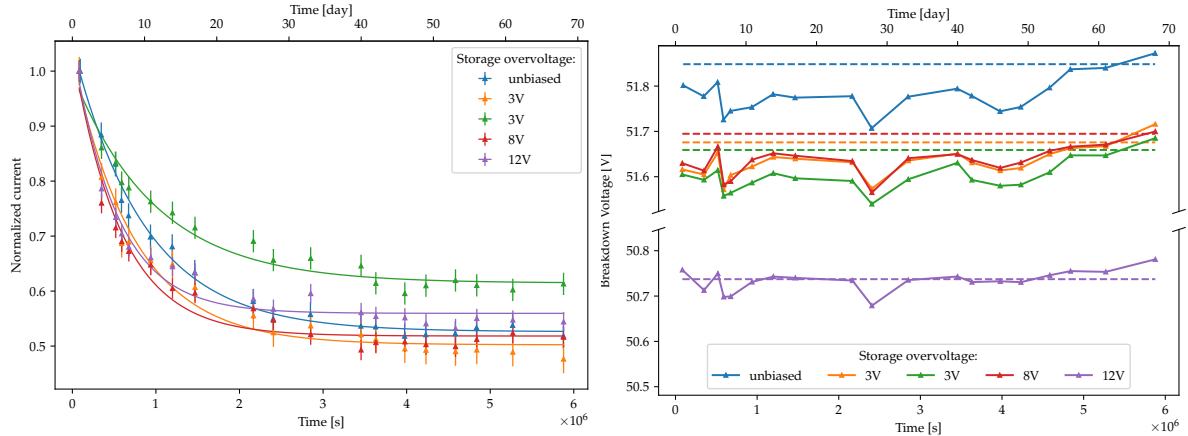 Time [day]
0 10 20 30 40 50 60 70
Normalized current
1.0
0.9
0.8
0.7
0.6
0.5
Storage overvoltage:
unbiased
3V
3V
8V
12V
0 1 2 3 4 5 6
Time [s]
×10⁶
Time [day]
0 10 20 30 40 50 60 70
Breakdown Voltage [V]
51.8
51.7
51.6
50.8
50.7
50.6
50.5
Storage overvoltage:
unbiased 3V 3V 8V 12V
0 1 2 3 4 5 6
Time [s]
×10⁶